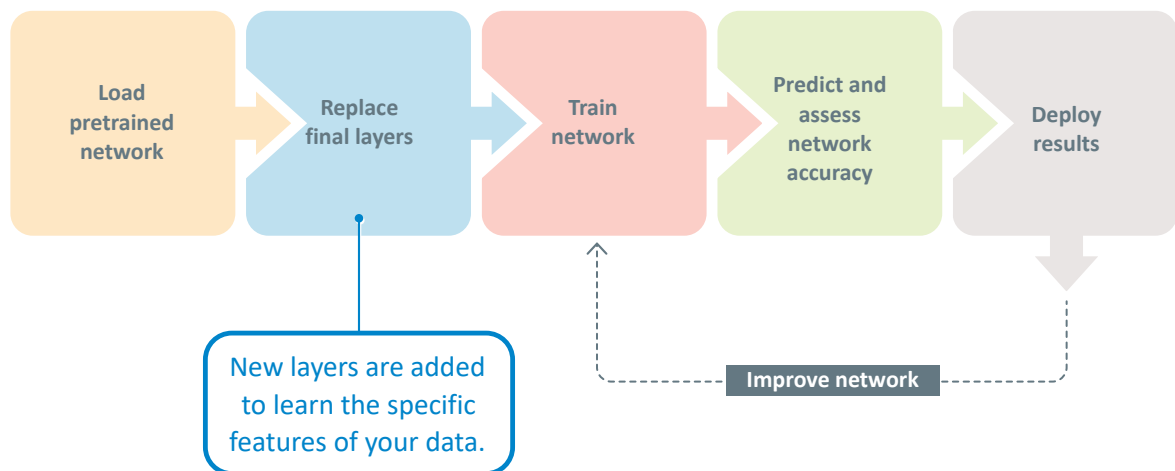 Load
pretrained
network
Replace
final layers
Train
network
Predict and
assess
network
accuracy
Deploy
results
New layers are added
to learn the specific
features of your data.
Improve network